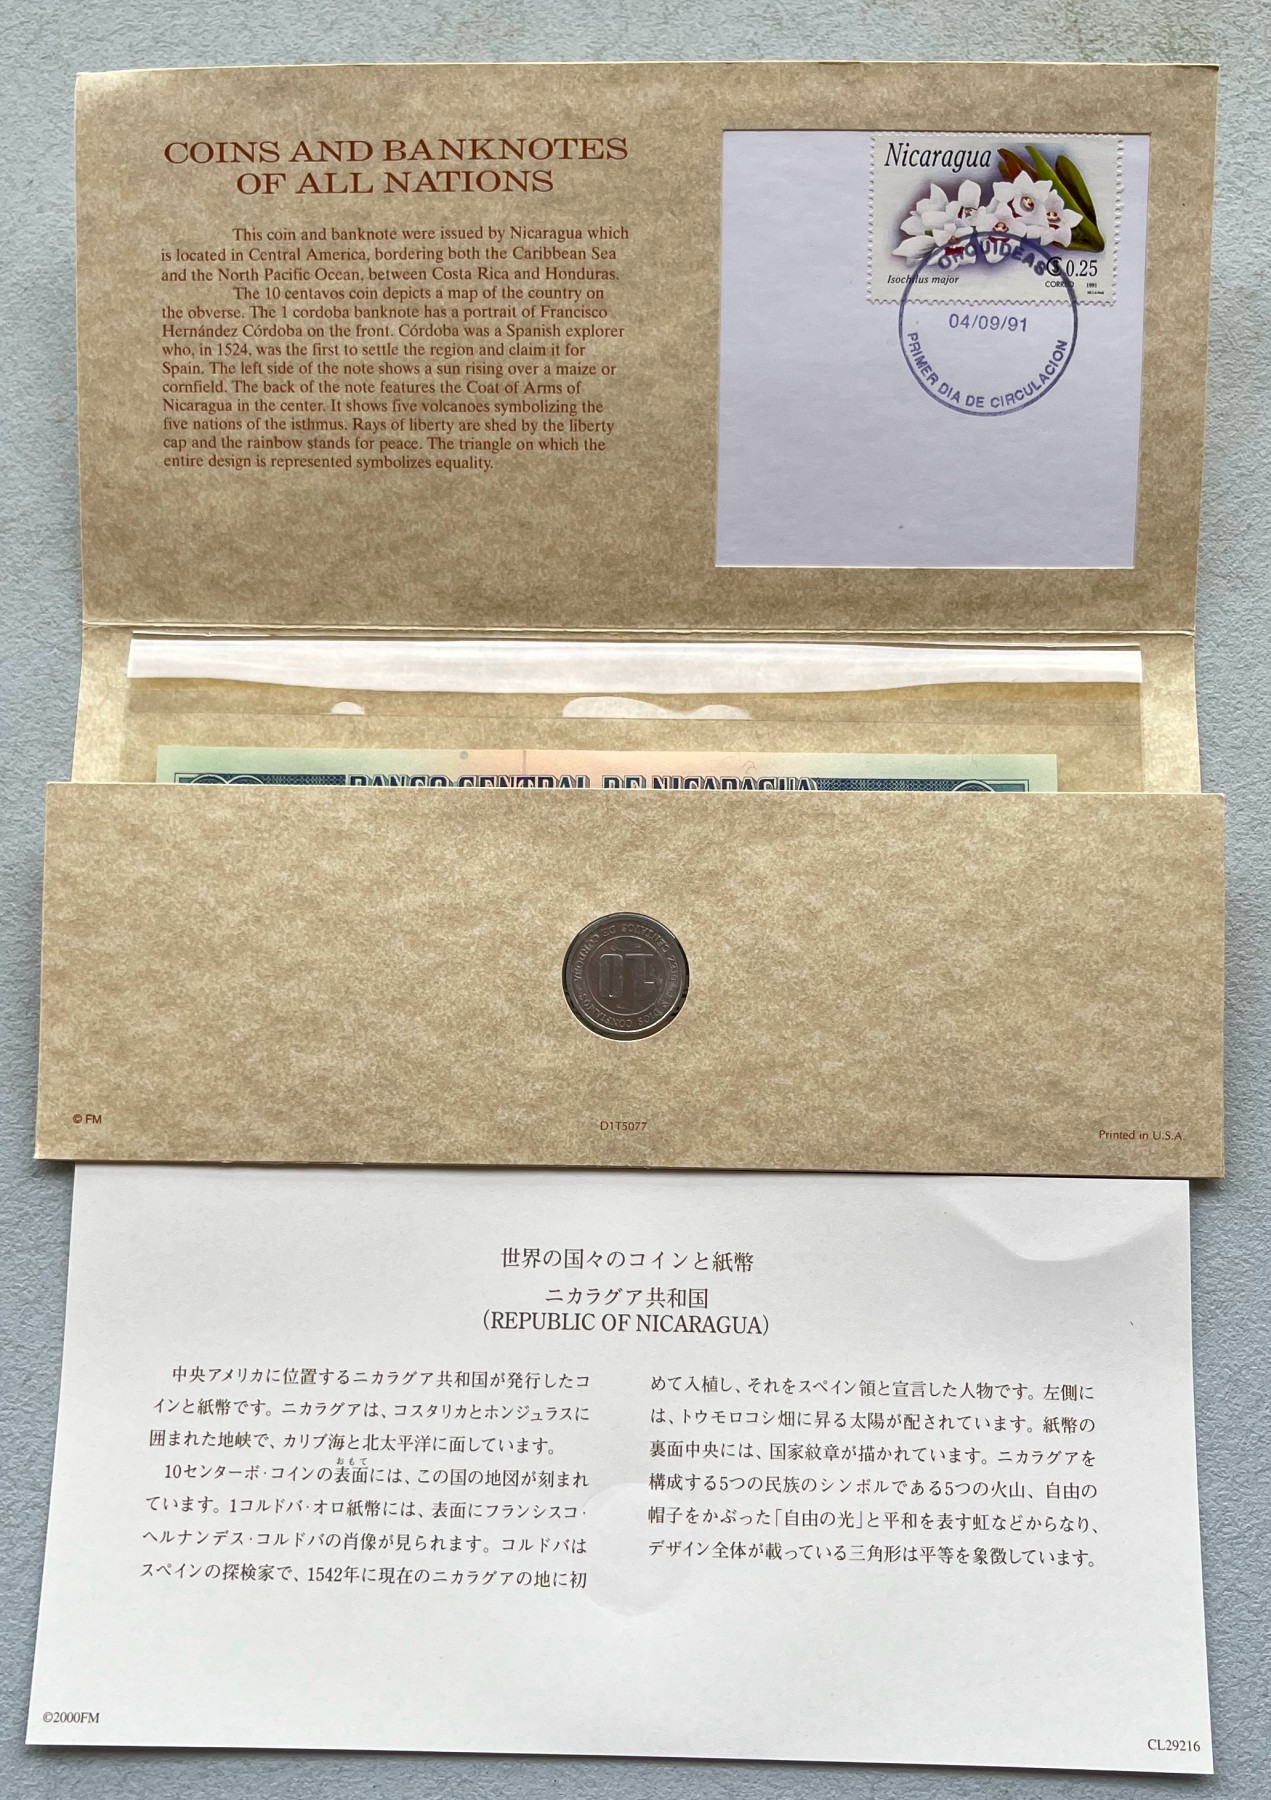 COINS AND BANKNOTES
OF ALL NATIONS
This coin and banknote were issued by Nicaragua which
is located in Central America, bordering both the Caribbean Sea
and the North Pacific Ocean, between Costa Rica and Honduras.
The 10 centavos coin depicts a map of the country on
the obverse. The 1 cordoba banknote has a portrait of Francisco
Hernández Córdoba on the front. Córdoba was a Spanish explorer
who, in 1524, was the first to settle the region and claim it for
Spain. The left side of the note shows a sun rising over a maize or
cornfield. The back of the note features the Coat of Arms of
Nicaragua in the center. It shows five volcanoes symbolizing the
five nations of the isthmus. Rays of liberty are shed by the liberty
cap and the rainbow stands for peace. The triangle on which the
entire design is represented symbolizes equality.
Nicaragua
Isochilus major
C$ 0.25
CORREO 1991
ORQUIDEAS
04/09/91
PRIMER DIA DE CIRCULACION
BANCO CENTRAL DE NICARAGUA
DIEZ CENTAVOS DE CORDOBA
10
EN DIOS CONFIAMOS
© FM
D1T5077
Printed in U.S.A.
世界の国々のコインと紙幣
ニカラグア共和国
(REPUBLIC OF NICARAGUA)
中央アメリカに位置するニカラグア共和国が発行したコ
インと紙幣です。ニカラグアは、コスタリカとホンジュラスに
囲まれた地峡で、カリブ海と北太平洋に面しています。
おもて
10センターボ・コインの表面には、この国の地図が刻まれ
ています。1コルドバ・オロ紙幣には、表面にフランシスコ・
ヘルナンデス・コルドバの肖像が見られます。コルドバは
スペインの探検家で、1542年に現在のニカラグアの地に初
めて入植し、それをスペイン領と宣言した人物です。左側に
は、トウモロコシ畑に昇る太陽が配されています。紙幣の
裏面中央には、国家紋章が描かれています。ニカラグアを
構成する5つの民族のシンボルである5つの火山、自由の
帽子をかぶった「自由の光」と平和を表す虹などからなり、
デザイン全体が載っている三角形は平等を象徴しています。
©2000FM
CL29216